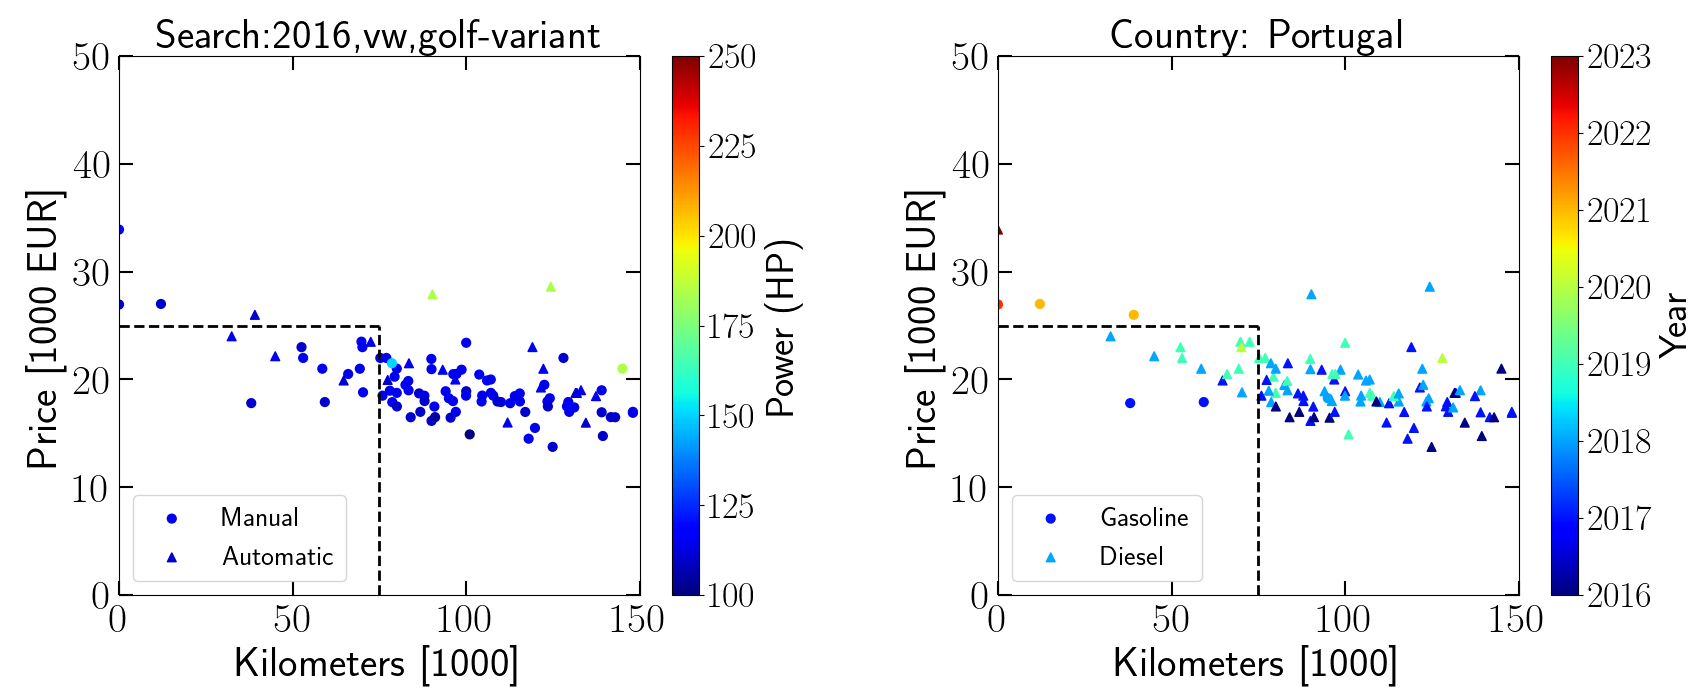 Search:2016,vw,golf-variant
50
40
30
20
10
0
Price [1000 EUR]
0 50 100 150
Kilometers [1000]
Manual
Automatic
250
225
200
175
150
125
100
Power (HP)
Country: Portugal
50
40
30
20
10
0
Price [1000 EUR]
0 50 100 150
Kilometers [1000]
Gasoline
Diesel
2023
2022
2021
2020
2019
2018
2017
2016
Year